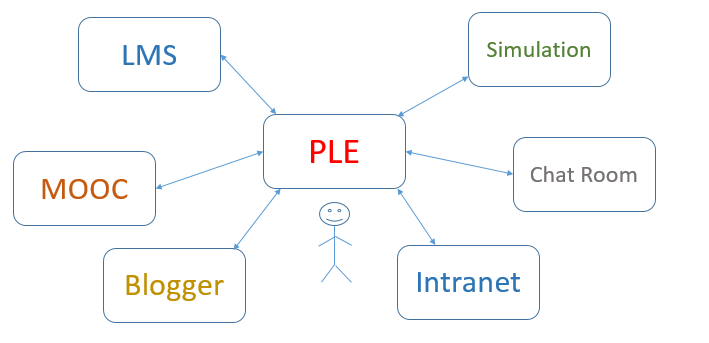 LMS
Simulation
PLE
MOOC
Chat Room
Blogger
Intranet